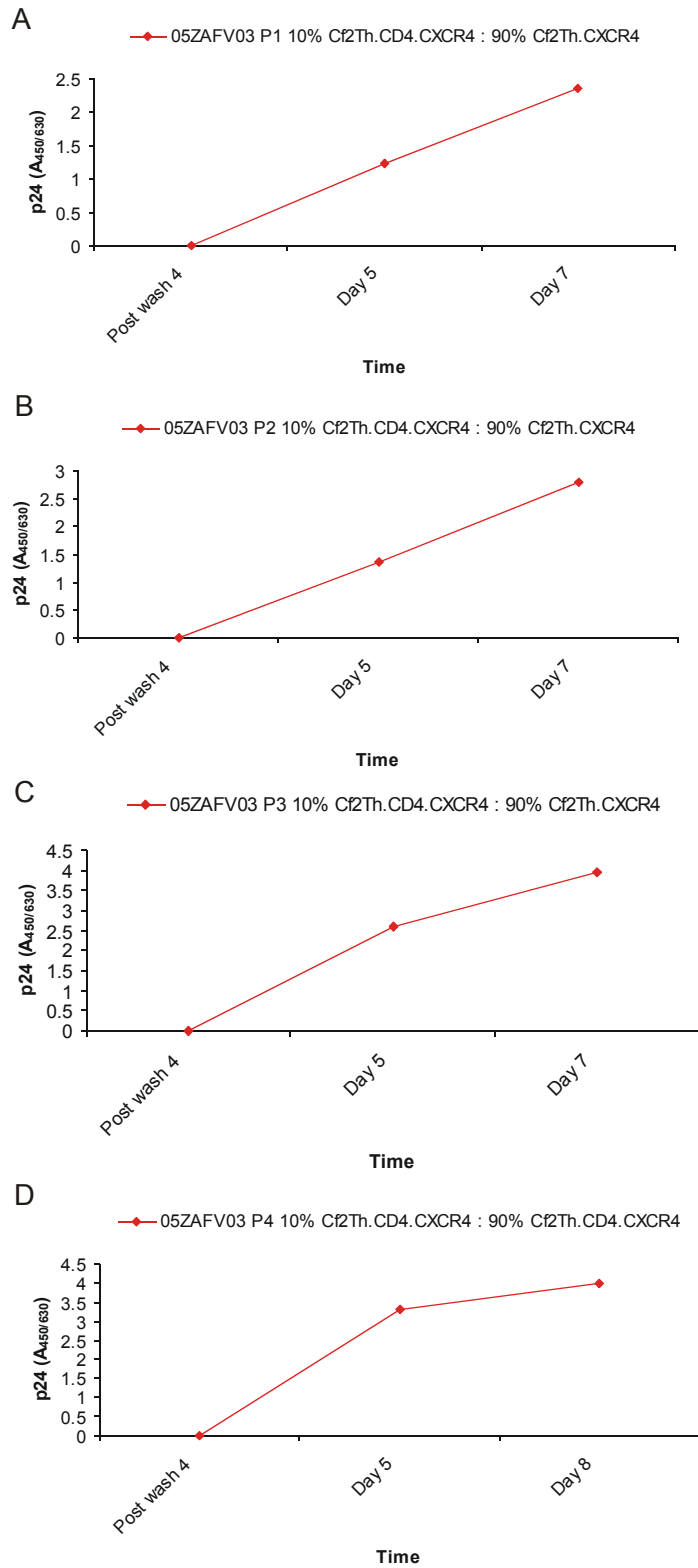 A
05ZAFV03 P1 10% Cf2Th.CD4.CXCR4 : 90% Cf2Th.CXCR4
p24 (A450/630)
2.5
2
1.5
1
0.5
0
Post wash 4
Day 5
Day 7
Time
B
05ZAFV03 P2 10% Cf2Th.CD4.CXCR4 : 90% Cf2Th.CXCR4
p24 (A450/630)
3
2.5
2
1.5
1
0.5
0
Post wash 4
Day 5
Day 7
Time
C
05ZAFV03 P3 10% Cf2Th.CD4.CXCR4 : 90% Cf2Th.CXCR4
p24 (A450/630)
4.5
4
3.5
3
2.5
2
1.5
1
0.5
0
Post wash 4
Day 5
Day 7
Time
D
05ZAFV03 P4 10% Cf2Th.CD4.CXCR4 : 90% Cf2Th.CD4.CXCR4
p24 (A450/630)
4.5
4
3.5
3
2.5
2
1.5
1
0.5
0
Post wash 4
Day 5
Day 8
Time